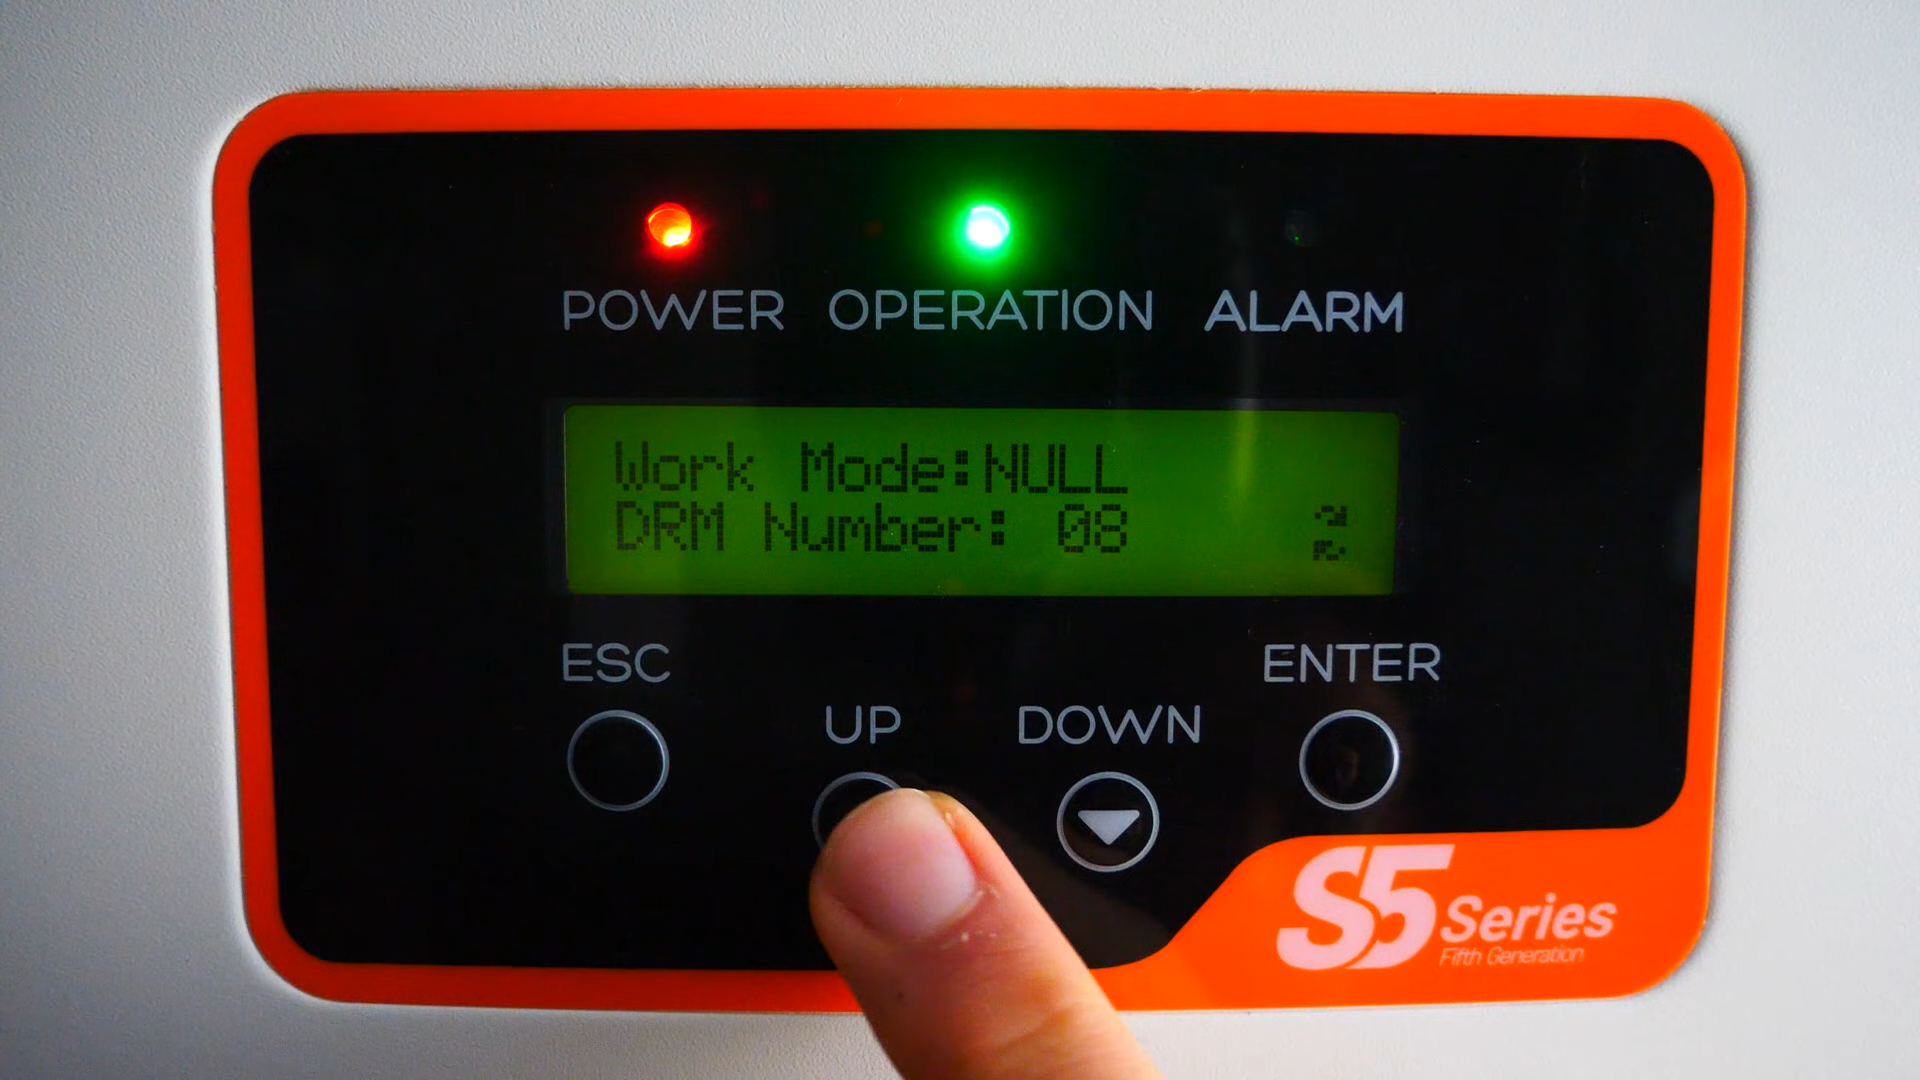 POWER OPERATION ALARM
Work Mode:NULL
DRM Number: 08
ESC
ENTER
UP
DOWN
S5 Series
Fifth Generation